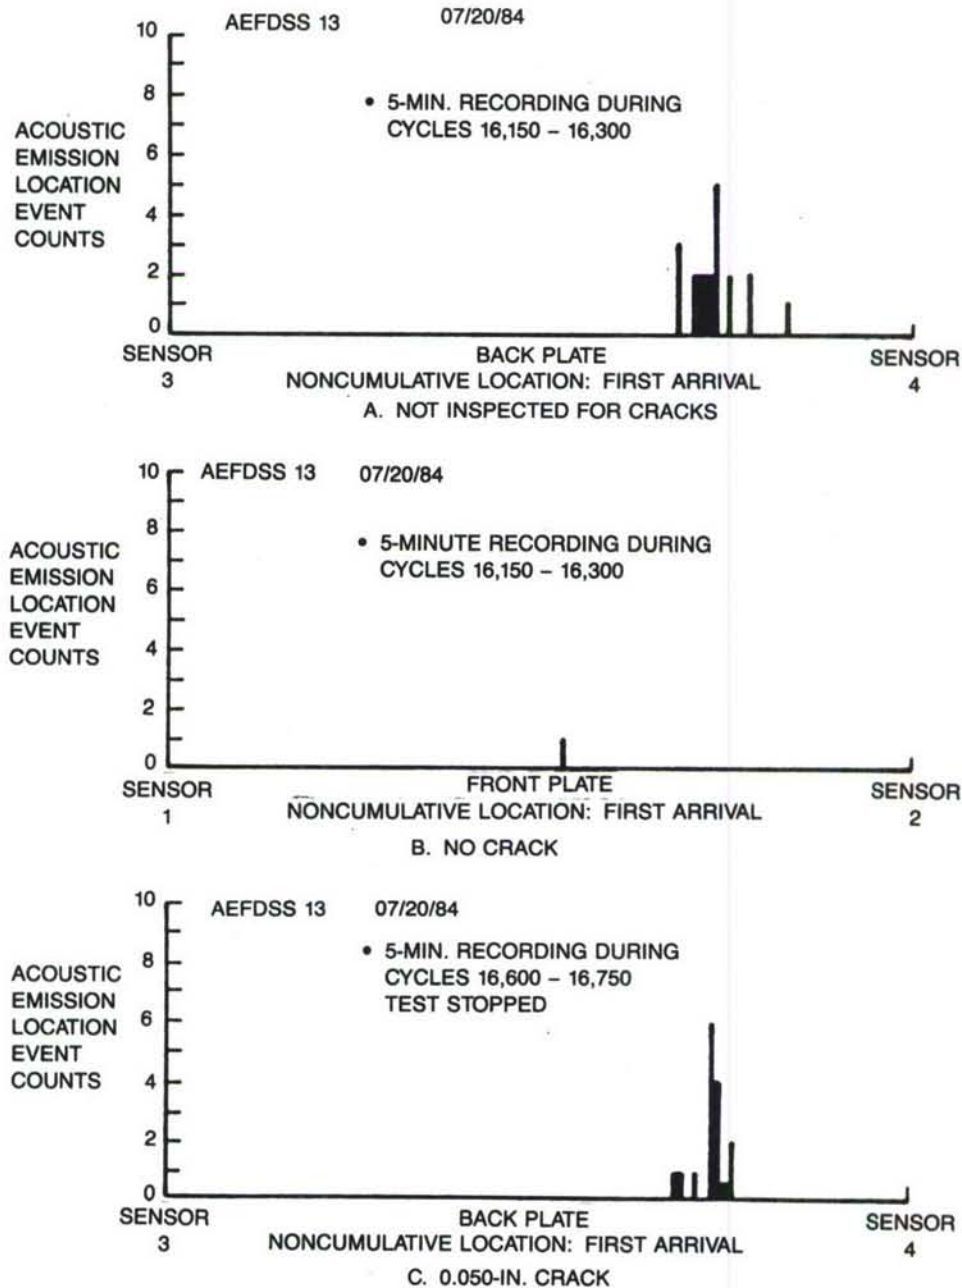 AEFDSS 13 07/20/84
10
8
6
4
2
0
ACOUSTIC
EMISSION
LOCATION
EVENT
COUNTS
• 5-MIN. RECORDING DURING
CYCLES 16,150 – 16,300
SENSOR
3
BACK PLATE
SENSOR
4
NONCUMULATIVE LOCATION: FIRST ARRIVAL
A. NOT INSPECTED FOR CRACKS
AEFDSS 13 07/20/84
10
8
6
4
2
0
ACOUSTIC
EMISSION
LOCATION
EVENT
COUNTS
• 5-MINUTE RECORDING DURING
CYCLES 16,150 – 16,300
SENSOR
1
FRONT PLATE
SENSOR
2
NONCUMULATIVE LOCATION: FIRST ARRIVAL
B. NO CRACK
AEFDSS 13 07/20/84
10
8
6
4
2
0
ACOUSTIC
EMISSION
LOCATION
EVENT
COUNTS
• 5-MIN. RECORDING DURING
CYCLES 16,600 – 16,750
TEST STOPPED
SENSOR
3
BACK PLATE
SENSOR
4
NONCUMULATIVE LOCATION: FIRST ARRIVAL
C. 0.050-IN. CRACK